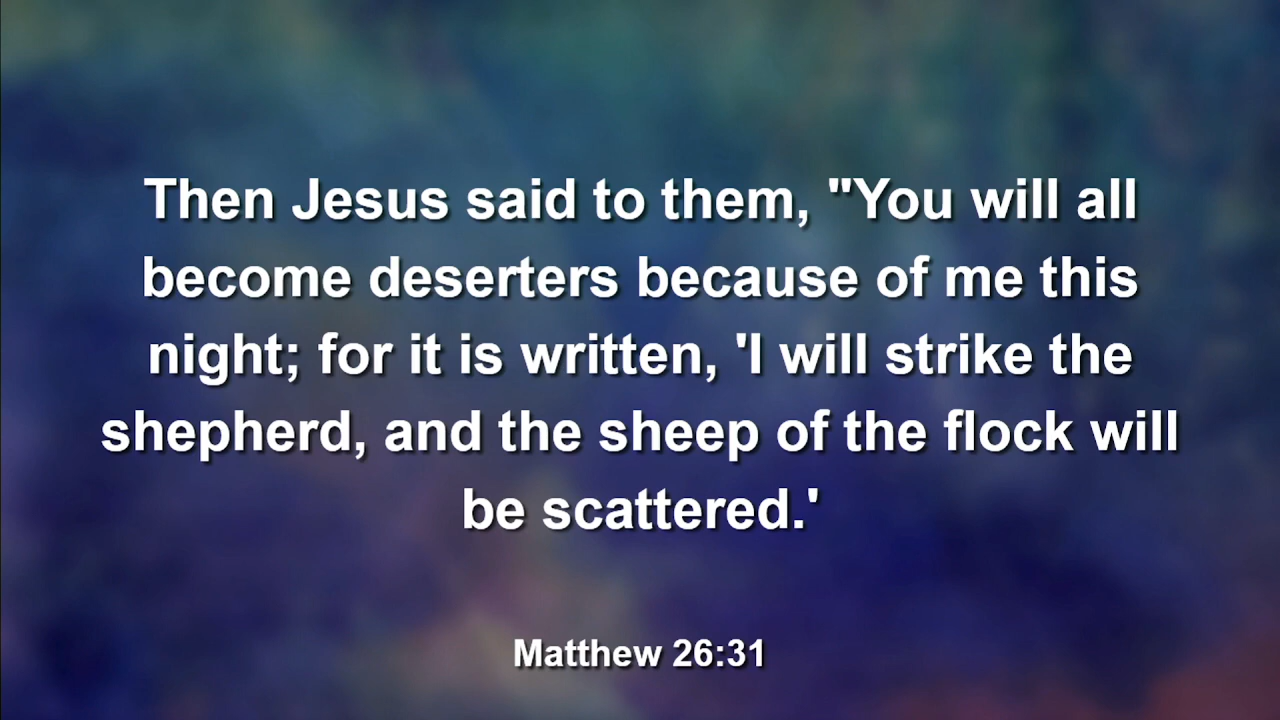 Then Jesus said to them, "You will all
become deserters because of me this
night; for it is written, 'I will strike the
shepherd, and the sheep of the flock will
be scattered.'
Matthew 26:31